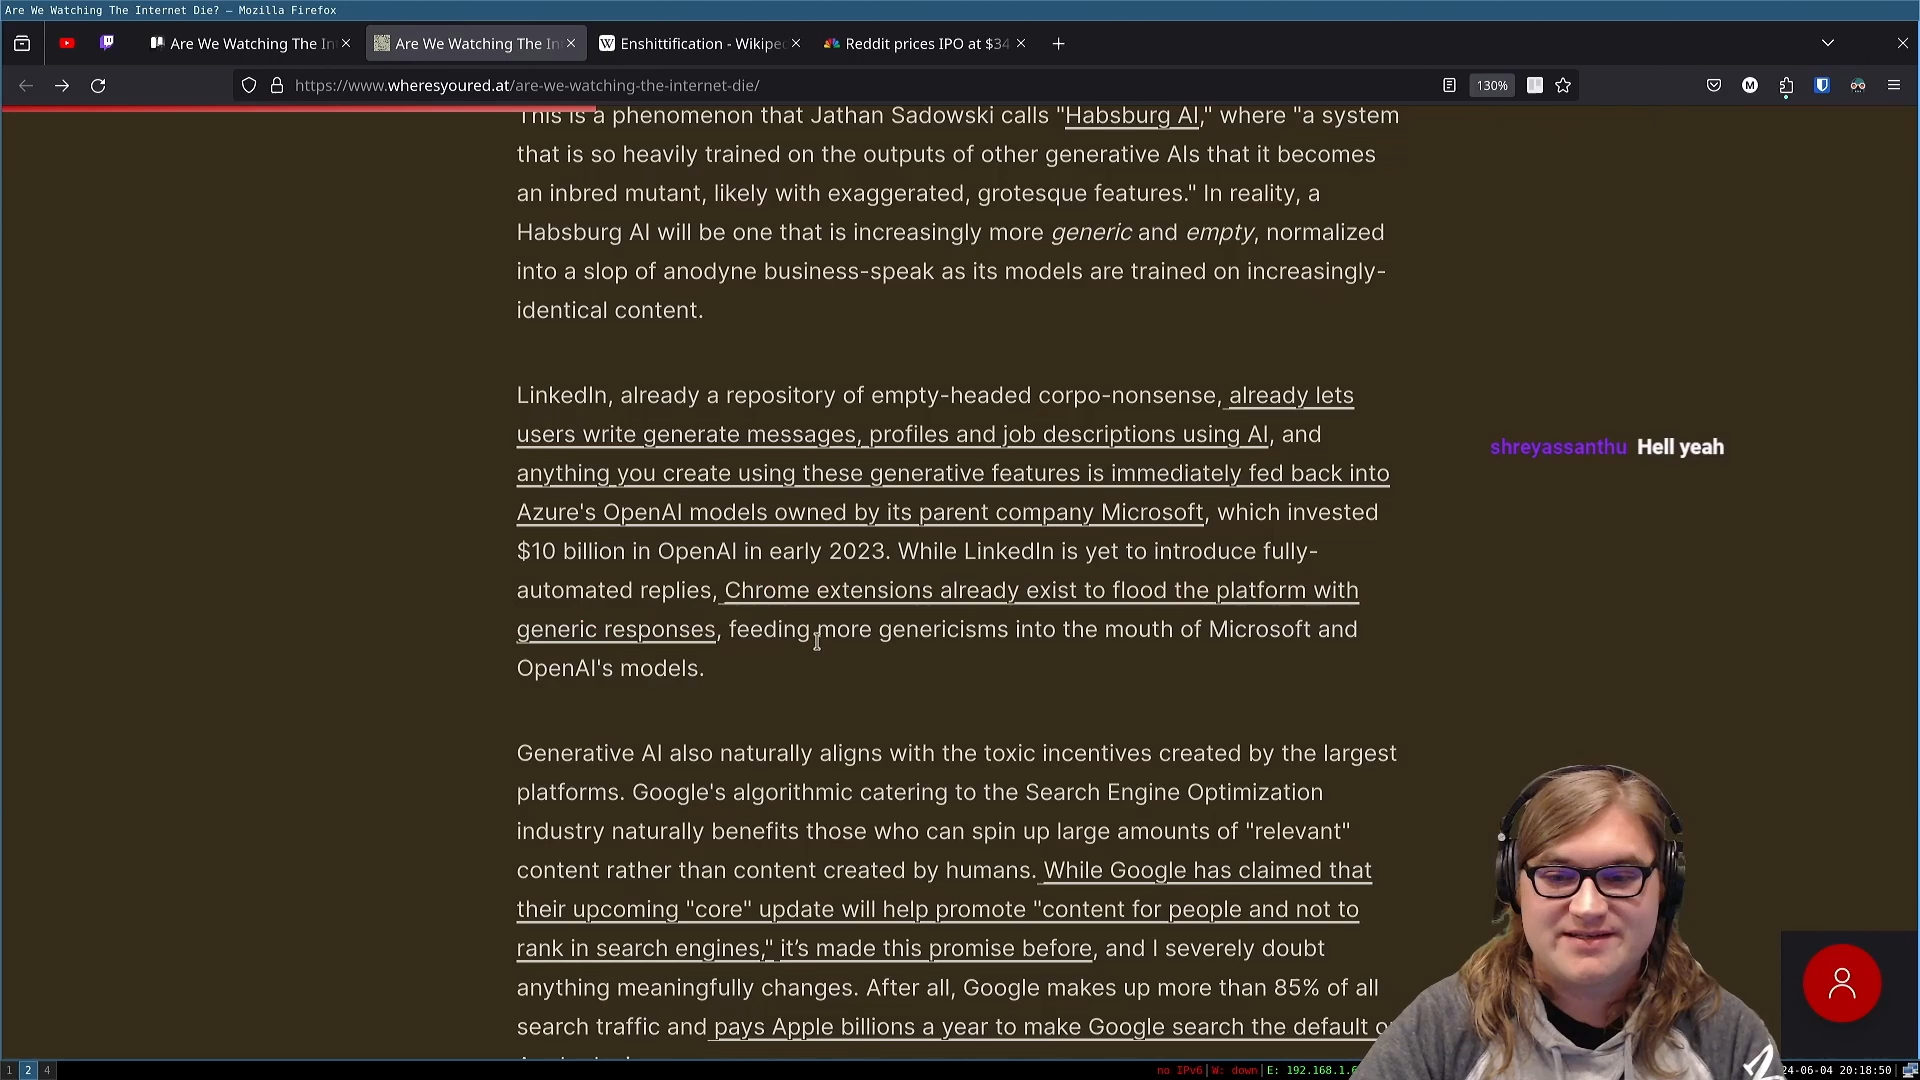 Are We Watching The Internet Die? — Mozilla Firefox
Are We Watching The In
Are We Watching The In
Enshittification - Wikiped
Reddit prices IPO at $34
https://www.wheresyoured.at/are-we-watching-the-internet-die/
130%
This is a phenomenon that Jathan Sadowski calls "Habsburg AI," where "a system
that is so heavily trained on the outputs of other generative AIs that it becomes
an inbred mutant, likely with exaggerated, grotesque features." In reality, a
Habsburg AI will be one that is increasingly more generic and empty, normalized
into a slop of anodyne business-speak as its models are trained on increasingly-
identical content.
LinkedIn, already a repository of empty-headed corpo-nonsense, already lets
users write generate messages, profiles and job descriptions using AI, and
anything you create using these generative features is immediately fed back into
Azure's OpenAI models owned by its parent company Microsoft, which invested
$10 billion in OpenAI in early 2023. While LinkedIn is yet to introduce fully-
automated replies, Chrome extensions already exist to flood the platform with
generic responses, feeding more genericisms into the mouth of Microsoft and
OpenAI's models.
shreyassanthu Hell yeah
Generative AI also naturally aligns with the toxic incentives created by the largest
platforms. Google's algorithmic catering to the Search Engine Optimization
industry naturally benefits those who can spin up large amounts of "relevant"
content rather than content created by humans. While Google has claimed that
their upcoming "core" update will help promote "content for people and not to
rank in search engines," it's made this promise before, and I severely doubt
anything meaningfully changes. After all, Google makes up more than 85% of all
search traffic and pays Apple billions a year to make Google search the default o
1 2 4
no IPv6|W: down|E: 192.168.1.6
24-06-04 20:18:50